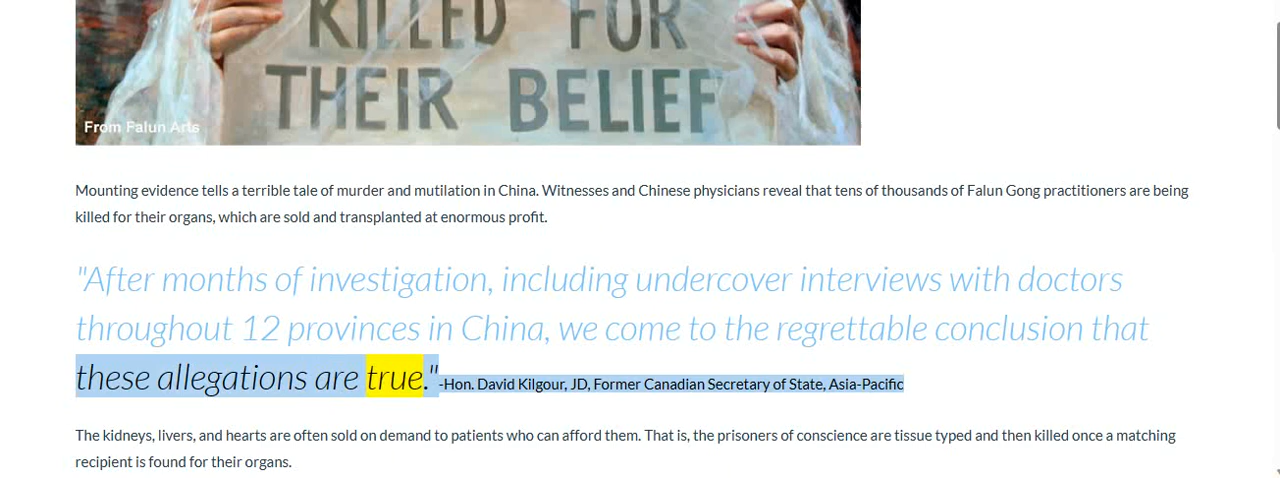 KILLED FOR
THEIR BELIEF
From Falun Arts
Mounting evidence tells a terrible tale of murder and mutilation in China. Witnesses and Chinese physicians reveal that tens of thousands of Falun Gong practitioners are being
killed for their organs, which are sold and transplanted at enormous profit.
"After months of investigation, including undercover interviews with doctors
throughout 12 provinces in China, we come to the regrettable conclusion that
these allegations are true." -Hon. David Kilgour, JD, Former Canadian Secretary of State, Asia-Pacific
The kidneys, livers, and hearts are often sold on demand to patients who can afford them. That is, the prisoners of conscience are tissue typed and then killed once a matching
recipient is found for their organs.